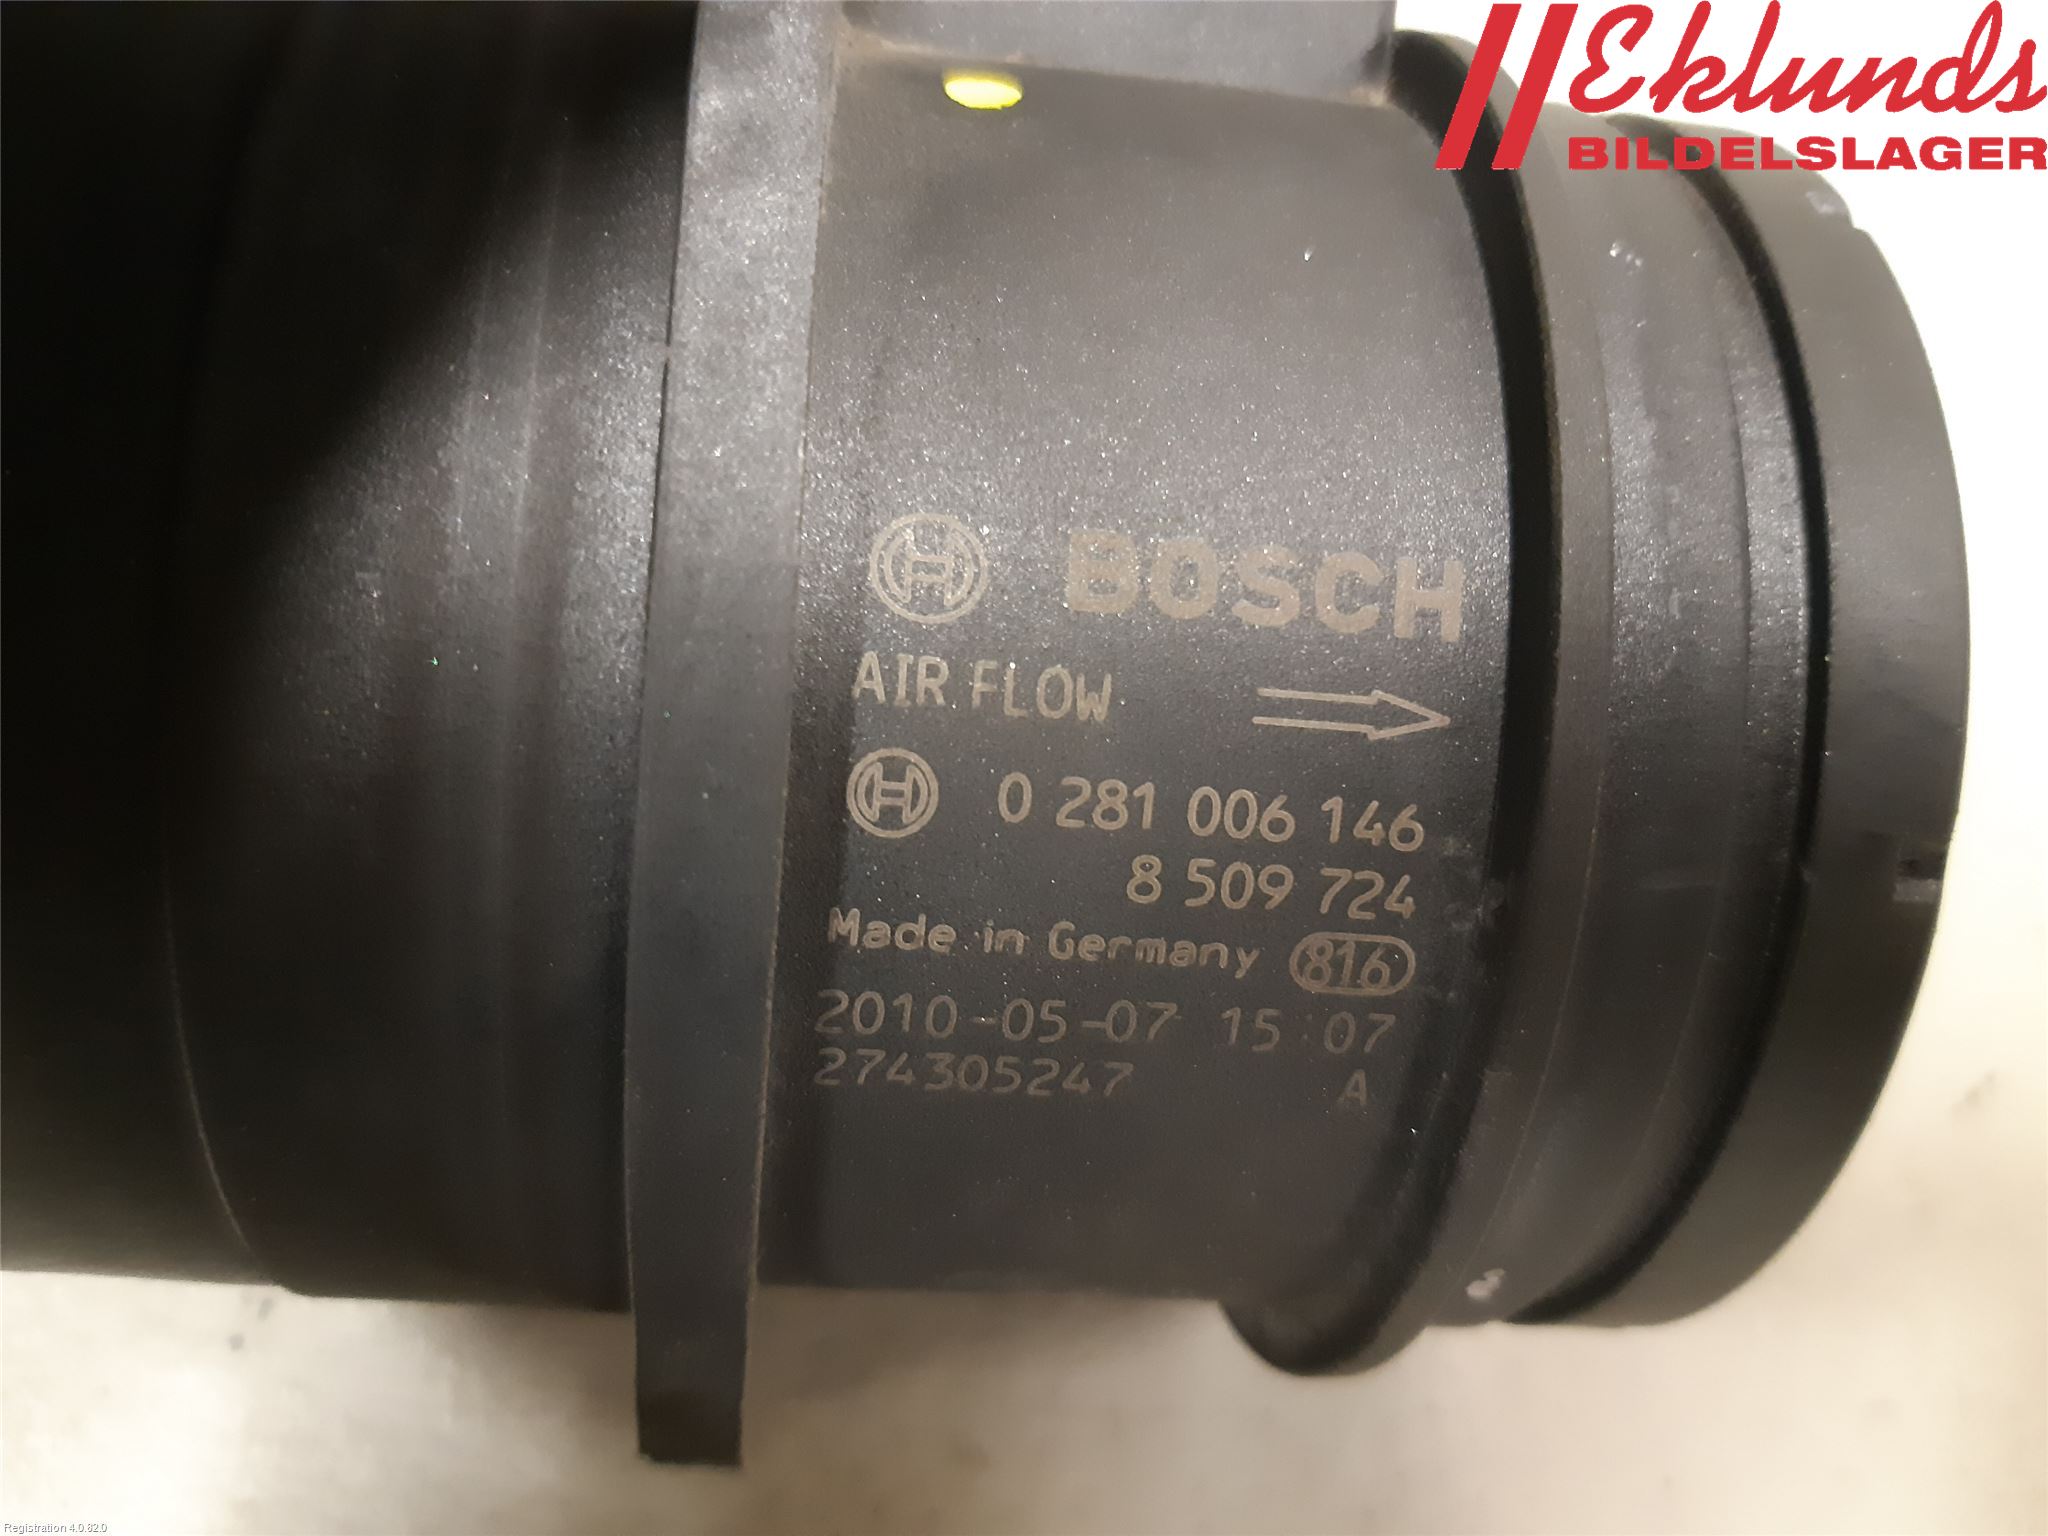 Eklunds
BILDELSLAGER
BOSCH
AIR FLOW
0 281 006 146
8 509 724
Made in Germany 816
2010-05-07 15:07
274305247 A
Registration 4.0.82.0